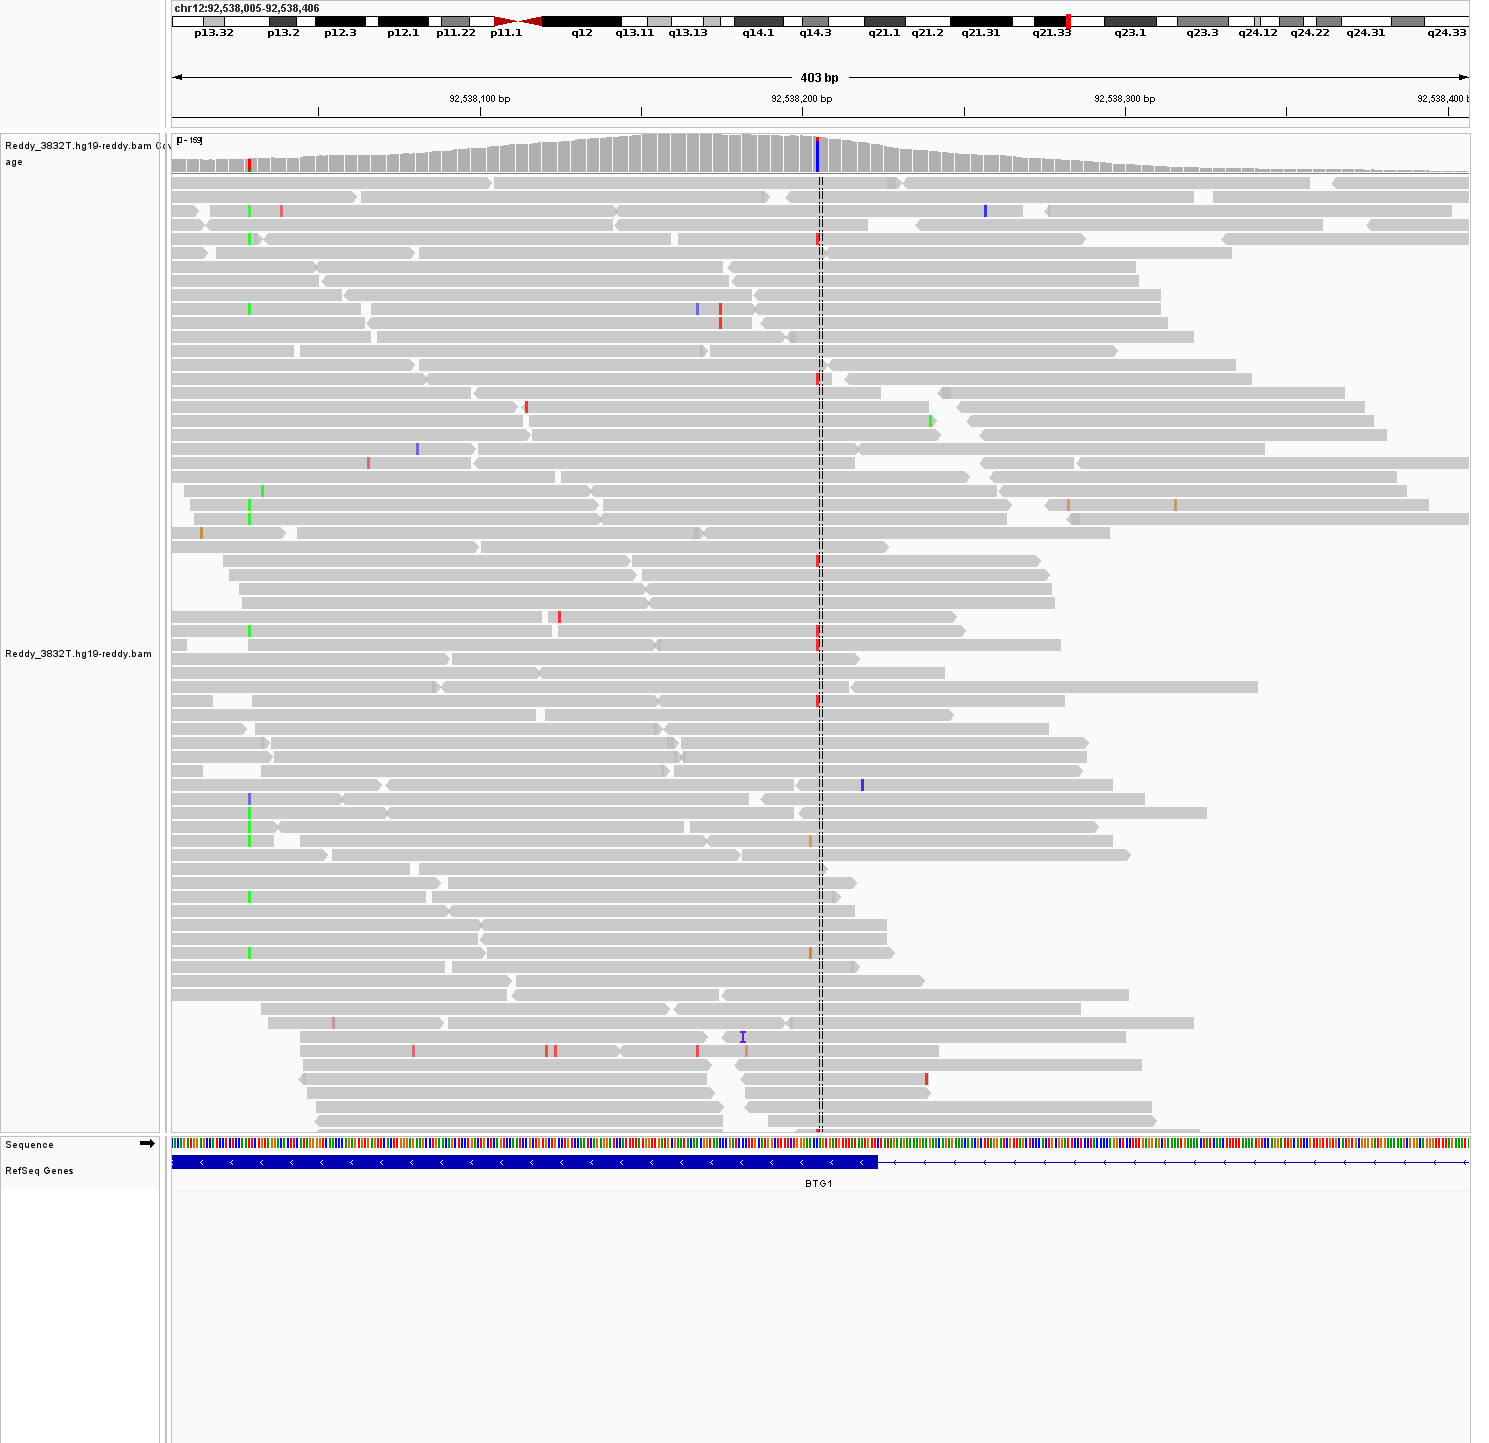 chr12:92,538,005-92,538,406
p13.32 p13.2 p12.3 p12.1 p11.22 p11.1 q12 q13.11 q13.13 q14.1 q14.3 q21.1 q21.2 q21.31 q21.33 q23.1 q23.3 q24.12 q24.22 q24.31 q24.33
403 bp
92,538,100 bp 92,538,200 bp 92,538,300 bp 92,538,400 b
Reddy_3832T.hg19-reddy.bam Cov
age
[0 - 159]
Reddy_3832T.hg19-reddy.bam
Sequence
RefSeq Genes
BTG1